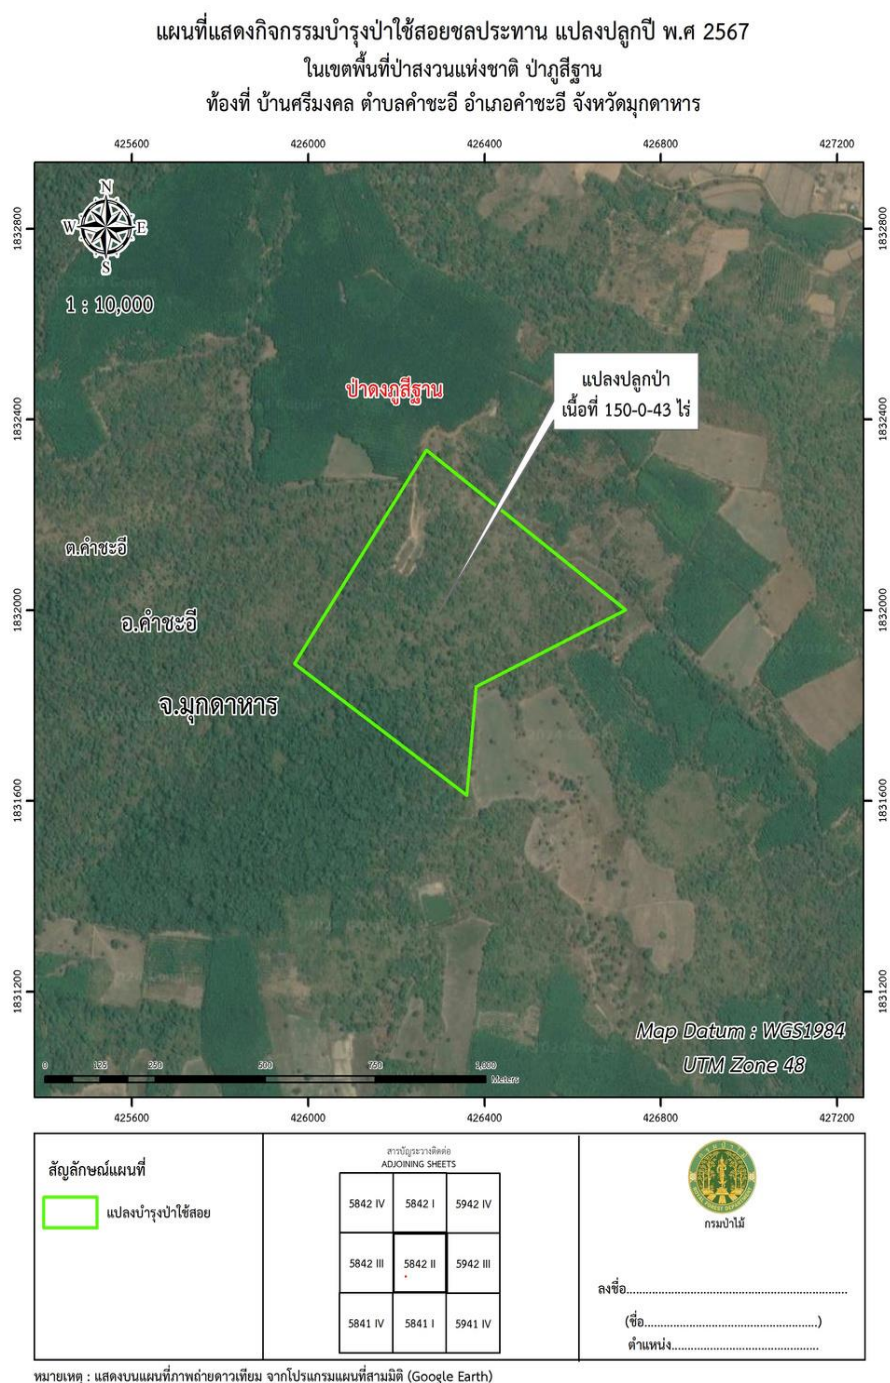 แผนที่แสดงกิจกรรมบำรุงป่าใช้สอยชลประทาน แปลงปลูกปี พ.ศ 2567
ในเขตพื้นที่ป่าสงวนแห่งชาติ ป่าภูสีฐาน
ท้องที่ บ้านศรีมงคล ตำบลคำชะอี อำเภอคำชะอี จังหวัดมุกดาหาร
425600 426000 426400 426800 427200
1832800 1832800
N
W E
S
1 : 10,000
ป่าดงภูสีฐาน
แปลงปลูกป่า
เนื้อที่ 150-0-43 ไร่
1832400 1832400
ต.คำชะอี
อ.คำชะอี
1832000 1832000
จ.มุกดาหาร
1831600 1831600
1831200 1831200
Map Datum : WGS1984
UTM Zone 48
0 125 250 500 750 1,000
Meters
425600 426000 426400 426800 427200
สัญลักษณ์แผนที่
แปลงบำรุงป่าใช้สอย
สารบัญระวางติดต่อ
ADJOINING SHEETS
5842 IV 5842 I 5942 IV
5842 III 5842 II 5942 III
5841 IV 5841 I 5941 IV
กรมป่าไม้
ลงชื่อ..........................................................
(ชื่อ..................................................)
ตำแหน่ง...........................................
หมายเหตุ : แสดงบนแผนที่ภาพถ่ายดาวเทียม จากโปรแกรมแผนที่สามมิติ (Google Earth)